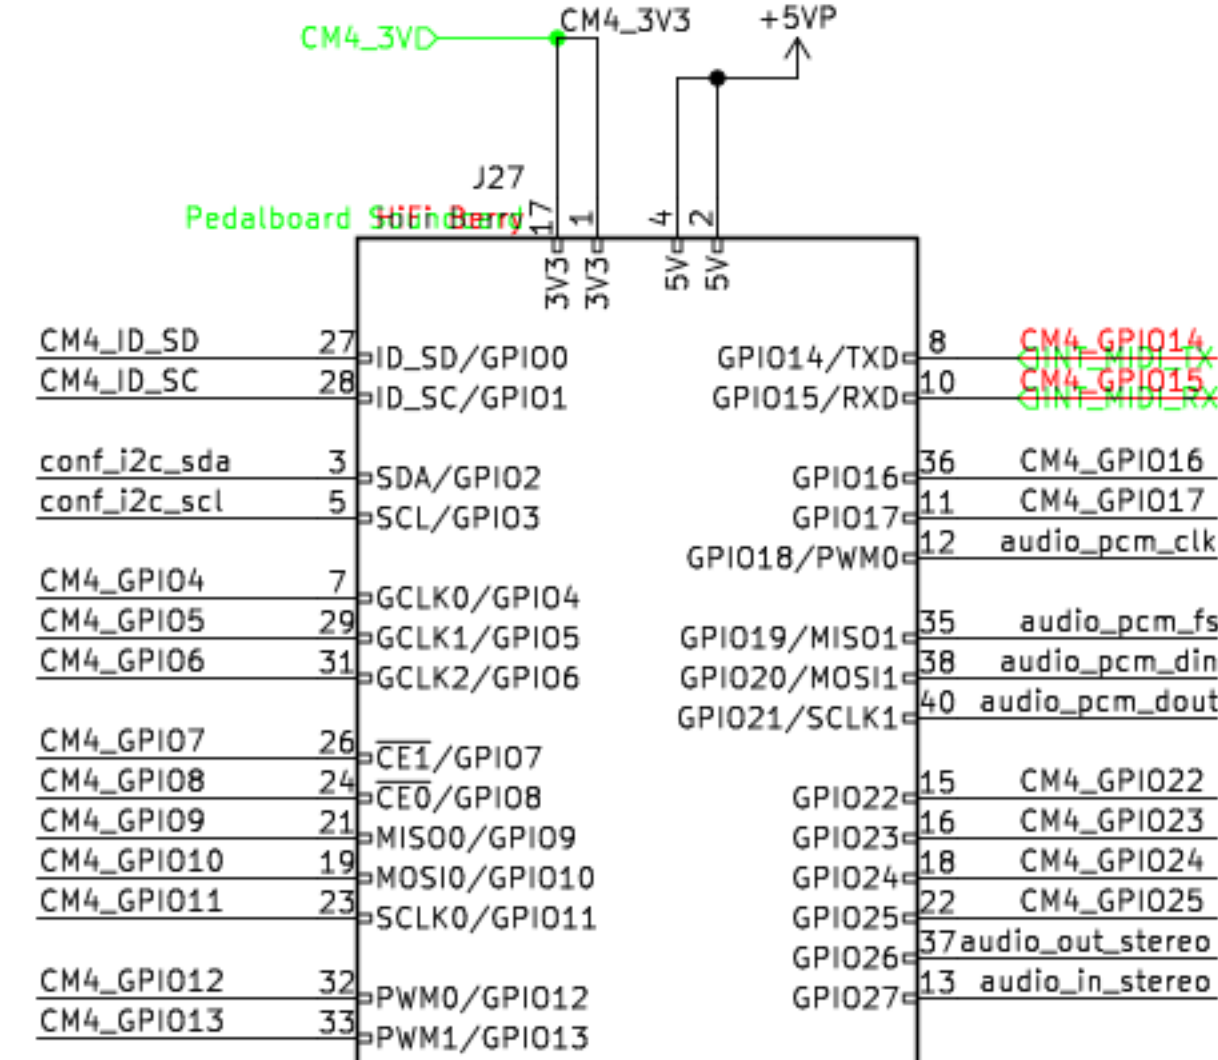 CM4_3V CM4_3V3 +5VP
J27
Pedalboard HiFi Berry 17 1 4 2
3V3 3V3 5V 5V
CM4_ID_SD 27 ID_SD/GPIO0 GPIO14/TXD 8 CM4_GPIO14 INT_MIDI_TX
CM4_ID_SC 28 ID_SC/GPIO1 GPIO15/RXD 10 CM4_GPIO15 INT_MIDI_RX
conf_i2c_sda 3 SDA/GPIO2 GPIO16 36 CM4_GPIO16
conf_i2c_scl 5 SCL/GPIO3 GPIO17 11 CM4_GPIO17
GPIO18/PWM0 12 audio_pcm_clk
CM4_GPIO4 7 GCLK0/GPIO4
CM4_GPIO5 29 GCLK1/GPIO5 GPIO19/MISO1 35 audio_pcm_fs
CM4_GPIO6 31 GCLK2/GPIO6 GPIO20/MOSI1 38 audio_pcm_din
GPIO21/SCLK1 40 audio_pcm_dout
CM4_GPIO7 26 CE1/GPIO7
CM4_GPIO8 24 CE0/GPIO8 GPIO22 15 CM4_GPIO22
CM4_GPIO9 21 MISO0/GPIO9 GPIO23 16 CM4_GPIO23
CM4_GPIO10 19 MOSI0/GPIO10 GPIO24 18 CM4_GPIO24
CM4_GPIO11 23 SCLK0/GPIO11 GPIO25 22 CM4_GPIO25
GPIO26 37 audio_out_stereo
CM4_GPIO12 32 PWM0/GPIO12 GPIO27 13 audio_in_stereo
CM4_GPIO13 33 PWM1/GPIO13